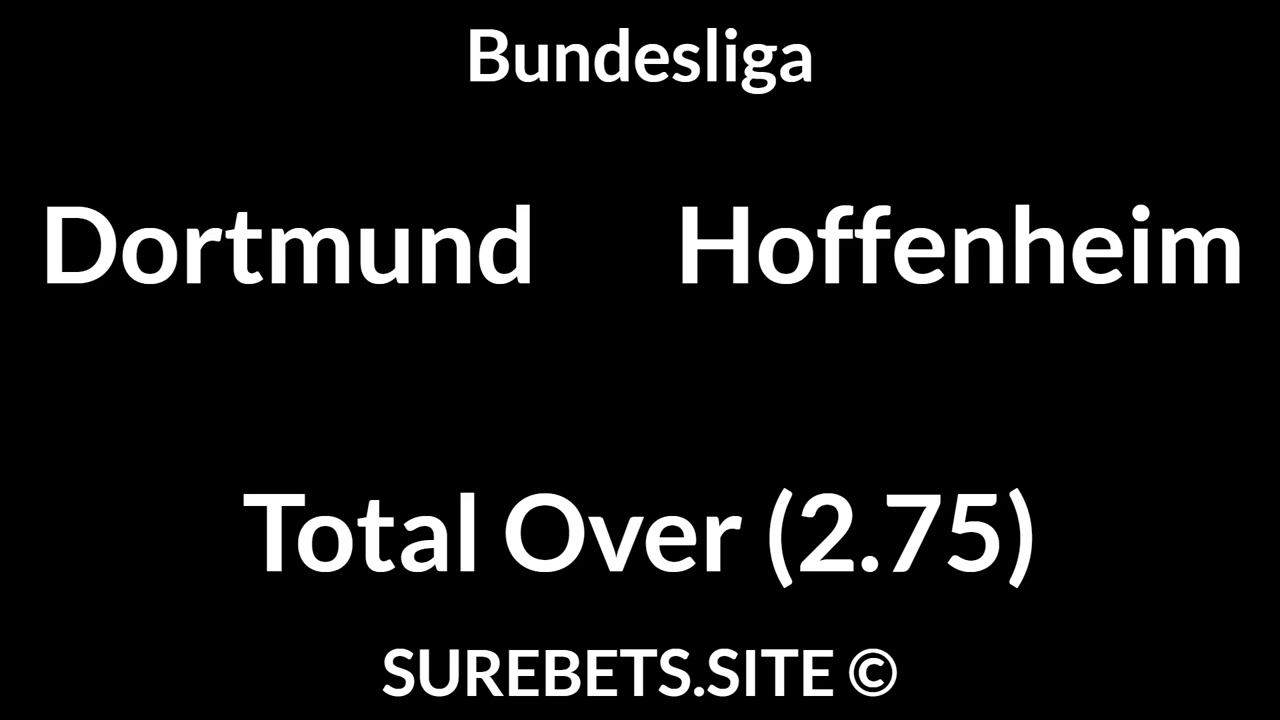 Bundesliga
Dortmund Hoffenheim
Total Over (2.75)
SUREBETS.SITE ©